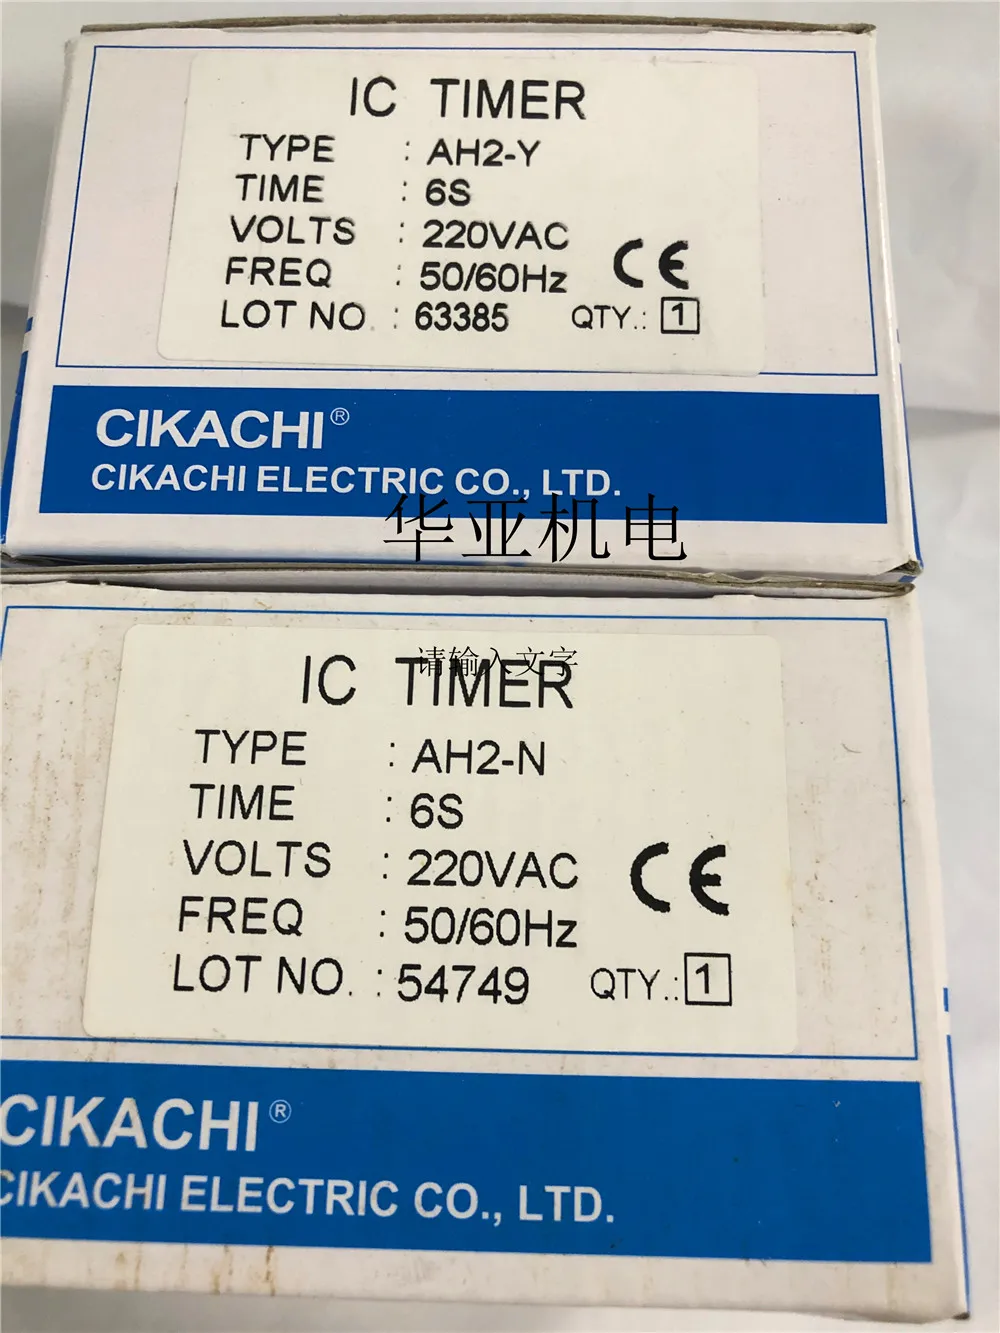 IC TIMER
TYPE : AH2-Y
TIME : 6S
VOLTS : 220VAC
FREQ : 50/60Hz
LOT NO. : 63385 QTY.: 1
CE
CIKACHI®
CIKACHI ELECTRIC CO., LTD.
华亚机电
请输入文字
IC TIMER
TYPE : AH2-N
TIME : 6S
VOLTS : 220VAC
FREQ : 50/60Hz
LOT NO. : 54749 QTY.: 1
CE
CIKACHI®
CIKACHI ELECTRIC CO., LTD.